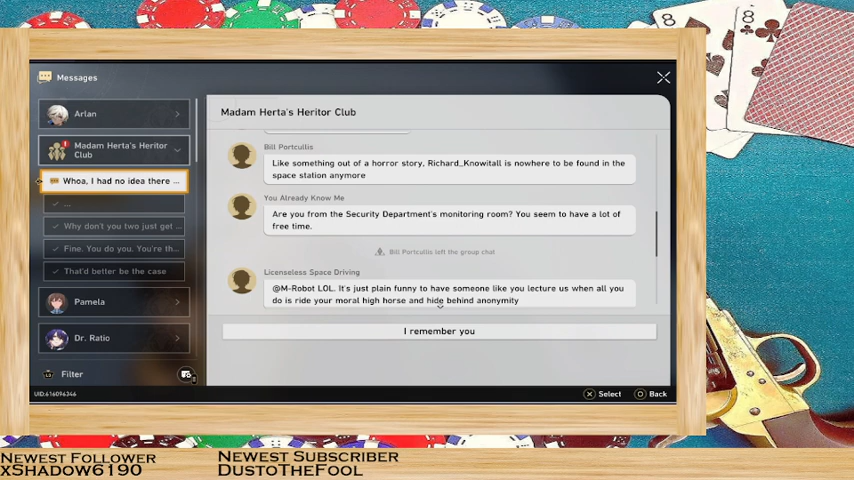 Messages
Arlan
Madam Herta's Heritor
Club
Whoa, I had no idea there ...
...
Why don't you two just get ...
Fine. You do you. You're th...
That'd better be the case
Pamela
Dr. Ratio
Filter
Madam Herta's Heritor Club
Bill Portcullis
Like something out of a horror story, Richard_Knowitall is nowhere to be found in the
space station anymore
You Already Know Me
Are you from the Security Department's monitoring room? You seem to have a lot of
free time.
Bill Portcullis left the group chat
Licenseless Space Driving
@M-Robot LOL. It's just plain funny to have someone like you lecture us when all you
do is ride your moral high horse and hide behind anonymity
I remember you
UID:616096346
Select
Back
8
8
Newest Follower
xShadow6190
Newest Subscriber
DustoTheFool